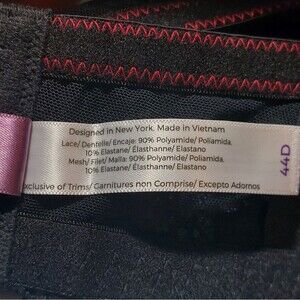 Designed in New York. Made in Vietnam
Lace/ Dentelle/ Encaje: 90% Polyamide/ Poliamida.
10% Elastane/ Élasthanne/ Elastano
Mesh/ Filet/ Malla: 90% Polyamide/ Poliamida.
10% Elastane/ Élasthanne/ Elastano
xclusive of Trims/ Garnitures non Comprise/ Excepto Adornos
44D